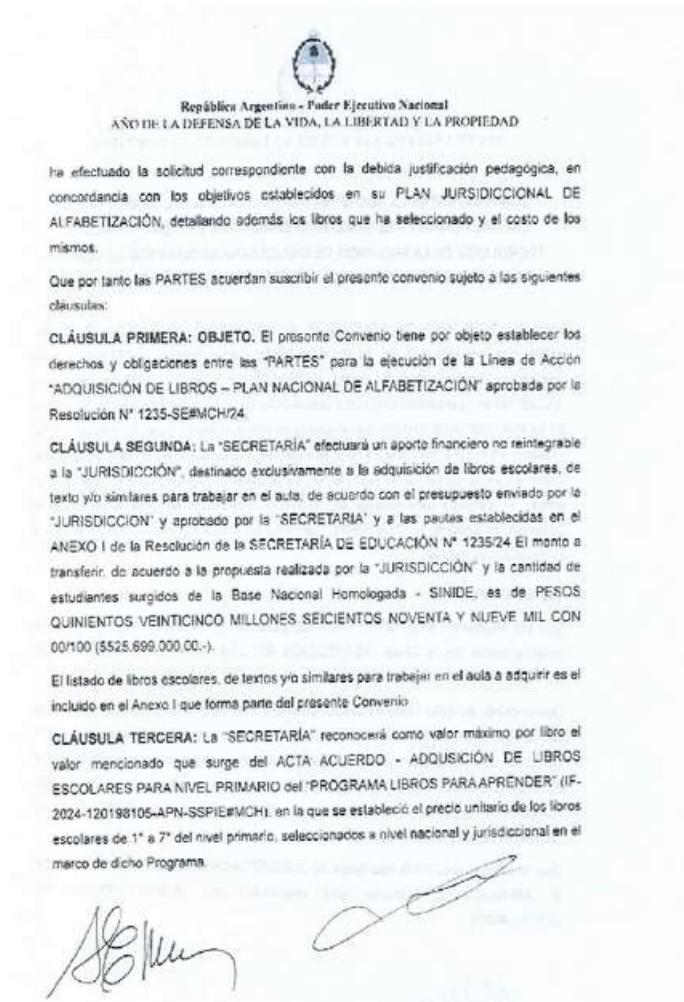 República Argentina - Poder Ejecutivo Nacional
AÑO DE LA DEFENSA DE LA VIDA, LA LIBERTAD Y LA PROPIEDAD
ha efectuado la solicitud correspondiente con la debida justificación pedagógica, en
concordancia con los objetivos establecidos en su PLAN JURSIDICCIONAL DE
ALFABETIZACIÓN, detallando además los libros que ha seleccionado y el costo de los
mismos.
Que por tanto las PARTES acuerdan suscribir el presente convenio sujeto a las siguientes
cláusulas:
CLÁUSULA PRIMERA: OBJETO. El presente Convenio tiene por objeto establecer los
derechos y obligaciones entre las "PARTES" para la ejecución de la Línea de Acción
"ADQUISICIÓN DE LIBROS – PLAN NACIONAL DE ALFABETIZACIÓN" aprobada por la
Resolución N° 1235-SE#MCH/24.
CLÁUSULA SEGUNDA: La "SECRETARÍA" efectuará un aporte financiero no reintegrable
a la "JURISDICCIÓN", destinado exclusivamente a la adquisición de libros escolares, de
texto y/o similares para trabajar en el aula, de acuerdo con el presupuesto enviado por la
"JURISDICCION" y aprobado por la "SECRETARIA" y a las pautas establecidas en el
ANEXO I de la Resolución de la SECRETARÍA DE EDUCACIÓN N° 1235/24 El monto a
transferir, de acuerdo a la propuesta realizada por la "JURISDICCIÓN" y la cantidad de
estudiantes surgidos de la Base Nacional Homologada - SINIDE, es de PESOS
QUINIENTOS VEINTICINCO MILLONES SEICIENTOS NOVENTA Y NUEVE MIL CON
00/100 ($525.699.000,00.-).
El listado de libros escolares, de textos y/o similares para trabajar en el aula a adquirir es el
incluido en el Anexo I que forma parte del presente Convenio
CLÁUSULA TERCERA: La "SECRETARÍA" reconocerá como valor máximo por libro el
valor mencionado que surge del ACTA ACUERDO - ADQUSICIÓN DE LIBROS
ESCOLARES PARA NIVEL PRIMARIO del "PROGRAMA LIBROS PARA APRENDER" (IF-
2024-120198105-APN-SSPIE#MCH), en la que se estableció el precio unitario de los libros
escolares de 1° a 7° del nivel primario, seleccionados a nivel nacional y jurisdiccional en el
marco de dicho Programa.